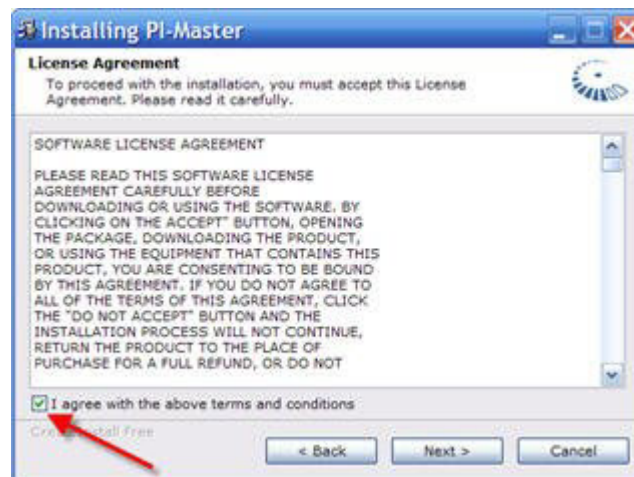 Installing PI-Master
License Agreement
To proceed with the installation, you must accept this License
Agreement. Please read it carefully.
SOFTWARE LICENSE AGREEMENT
PLEASE READ THIS SOFTWARE LICENSE
AGREEMENT CAREFULLY BEFORE
DOWNLOADING OR USING THE SOFTWARE. BY
CLICKING ON THE ACCEPT" BUTTON, OPENING
THE PACKAGE, DOWNLOADING THE PRODUCT,
OR USING THE EQUIPMENT THAT CONTAINS THIS
PRODUCT, YOU ARE CONSENTING TO BE BOUND
BY THIS AGREEMENT. IF YOU DO NOT AGREE TO
ALL OF THE TERMS OF THIS AGREEMENT, CLICK
THE "DO NOT ACCEPT" BUTTON AND THE
INSTALLATION PROCESS WILL NOT CONTINUE,
RETURN THE PRODUCT TO THE PLACE OF
PURCHASE FOR A FULL REFUND, OR DO NOT
I agree with the above terms and conditions
Free
< Back Next > Cancel